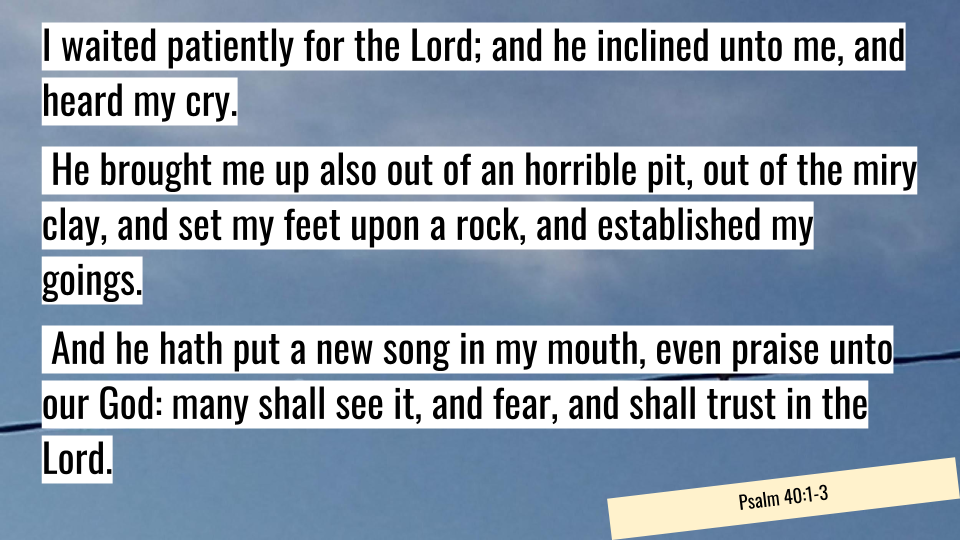 I waited patiently for the Lord; and he inclined unto me, and
heard my cry.
He brought me up also out of an horrible pit, out of the miry
clay, and set my feet upon a rock, and established my
goings.
And he hath put a new song in my mouth, even praise unto
our God: many shall see it, and fear, and shall trust in the
Lord.
Psalm 40:1-3